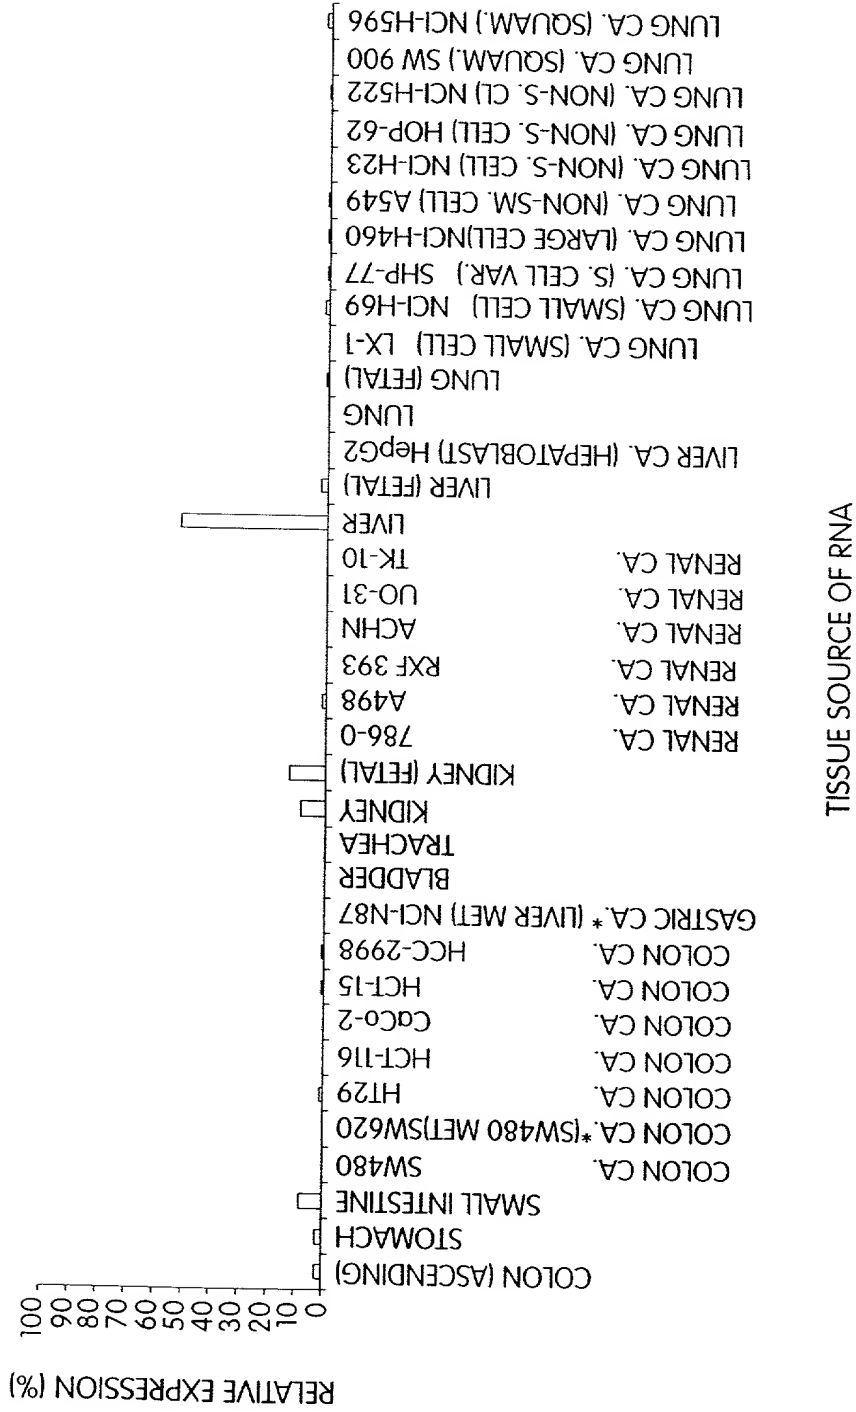 RELATIVE EXPRESSION (%)
100
90
80
70
60
50
40
30
20
10
0
COLON (ASCENDING)
STOMACH
SMALL INTESTINE
COLON CA. SW480
COLON CA.*(SW480 MET)SW620
COLON CA. HT29
COLON CA. HCT-116
COLON CA. CaCo-2
COLON CA. HCT-15
COLON CA. HCC-2998
GASTRIC CA. * (LIVER MET) NCI-N87
BLADDER
TRACHEA
KIDNEY
KIDNEY (FETAL)
RENAL CA. 786-0
RENAL CA. A498
RENAL CA. RXF 393
RENAL CA. ACHN
RENAL CA. UO-31
RENAL CA. TK-10
LIVER
LIVER (FETAL)
LIVER CA. (HEPATOBLAST) HepG2
LUNG
LUNG (FETAL)
LUNG CA. (SMALL CELL) LX-1
LUNG CA. (SMALL CELL) NCI-H69
LUNG CA. (S. CELL VAR.) SHP-77
LUNG CA. (LARGE CELL)NCI-H460
LUNG CA. (NON-SM. CELL) A549
LUNG CA. (NON-S. CELL) NCI-H23
LUNG CA. (NON-S. CELL) HOP-62
LUNG CA. (NON-S. CL) NCI-H522
LUNG CA. (SQUAM.) SW 900
LUNG CA. (SQUAM.) NCI-H596
TISSUE SOURCE OF RNA